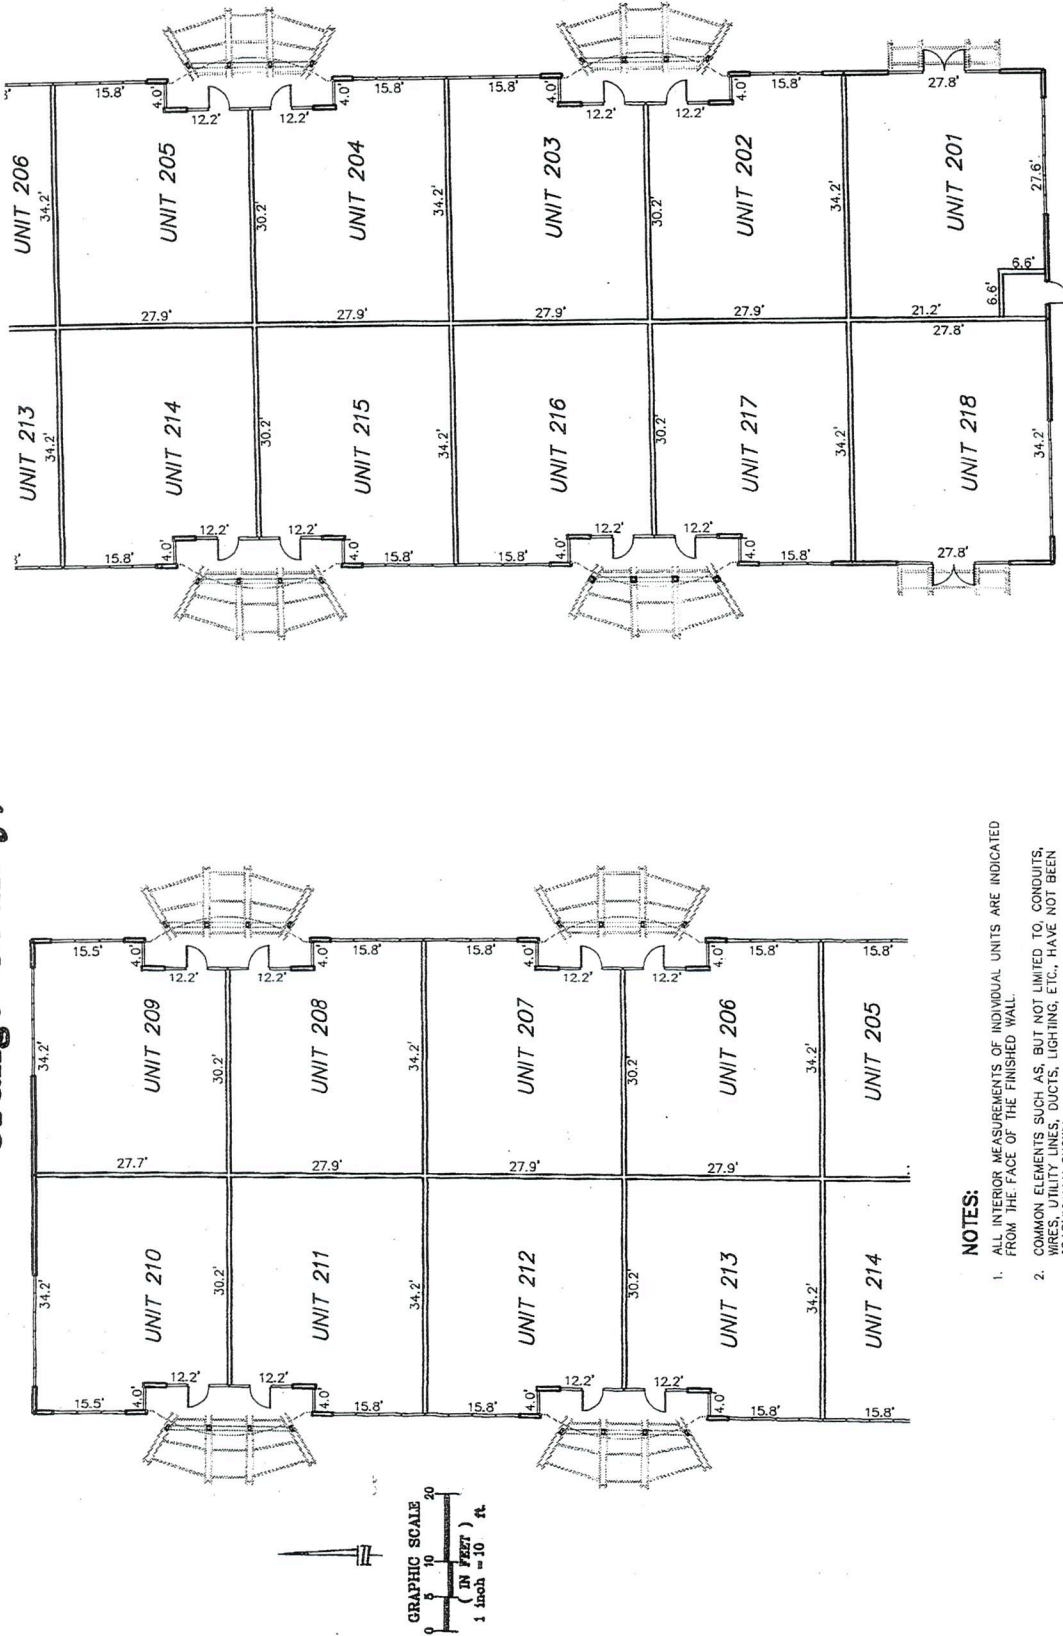 206
34.2'
UNIT 206
15.8'
4.0'
12.2'
UNIT 205
34.2'
30.2'
27.9'
12.2'
4.0'
15.8'
UNIT 204
34.2'
27.9'
15.8'
4.0'
12.2'
UNIT 203
30.2'
27.9'
12.2'
4.0'
15.8'
UNIT 202
34.2'
27.9'
27.8'
UNIT 201
27.6'
6.6'
6.6'
21.2'
27.8'
UNIT 213
34.2'
UNIT 214
15.8'
4.0'
12.2'
30.2'
UNIT 215
12.2'
4.0'
15.8'
34.2'
UNIT 216
15.8'
4.0'
12.2'
30.2'
UNIT 217
12.2'
4.0'
15.8'
34.2'
UNIT 218
34.2'
27.8'
15.5'
4.0'
12.2'
UNIT 209
34.2'
30.2'
27.7'
12.2'
4.0'
15.8'
UNIT 208
34.2'
27.9'
15.8'
4.0'
12.2'
UNIT 207
30.2'
27.9'
12.2'
4.0'
15.8'
UNIT 206
34.2'
27.9'
15.8'
UNIT 205
UNIT 210
34.2'
30.2'
15.5'
4.0'
12.2'
UNIT 211
34.2'
12.2'
4.0'
15.8'
UNIT 212
30.2'
15.8'
4.0'
12.2'
UNIT 213
34.2'
12.2'
4.0'
15.8'
UNIT 214
15.8'
GRAPHIC SCALE
0 5 10 20
( IN FEET )
1 inch = 10 ft.
NOTES:
1. ALL INTERIOR MEASUREMENTS OF INDIVIDUAL UNITS ARE INDICATED
FROM THE FACE OF THE FINISHED WALL.
2. COMMON ELEMENTS SUCH AS, BUT NOT LIMITED TO, CONDUITS,
WIRES, UTILITY LINES, DUCTS, LIGHTING, ETC., HAVE NOT BEEN